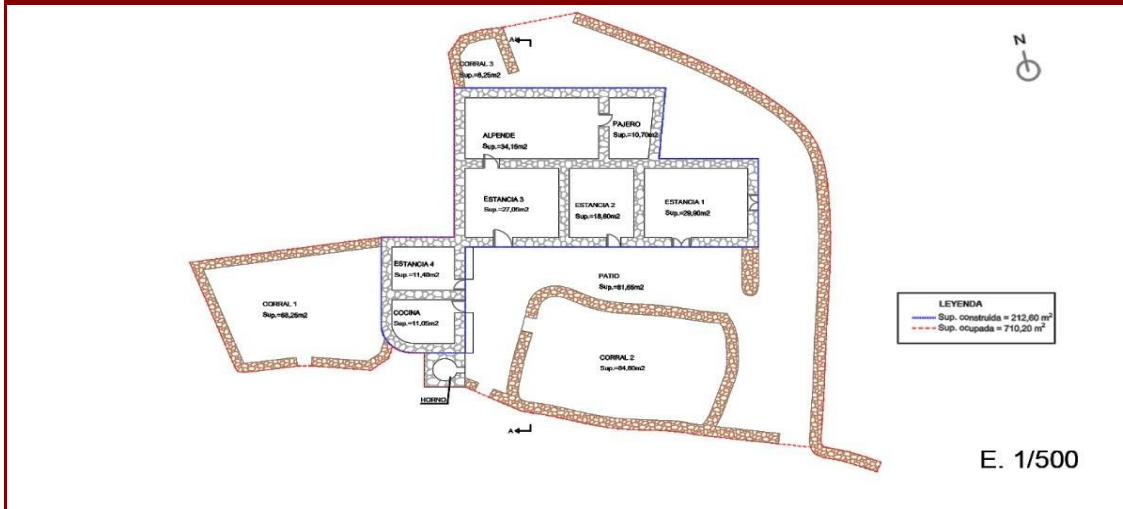 N
A
CORRAL 3
Sup.=8,25m2
ALPENDE
Sup.=34,15m2
PAJERO
Sup.=10,70m2
ESTANCIA 3
Sup.=27,05m2
ESTANCIA 2
Sup.=18,60m2
ESTANCIA 1
Sup.=29,90m2
ESTANCIA 4
Sup.=11,40m2
PATIO
Sup.=81,65m2
CORRAL 1
Sup.=68,25m2
COCINA
Sup.=11,05m2
LEYENDA
Sup. construida = 212,60 m²
Sup. ocupada = 710,20 m²
CORRAL 2
Sup.=84,60m2
HORNO
A
E. 1/500